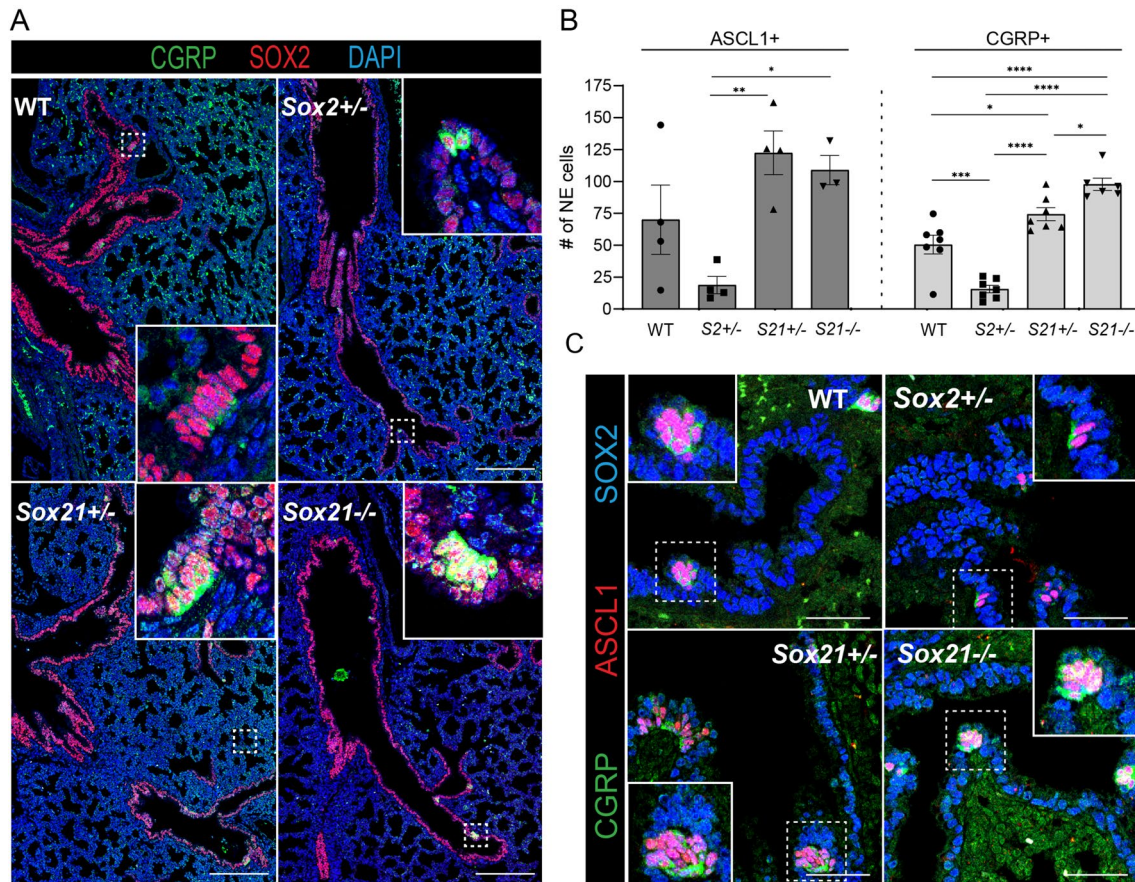 A
CGRP SOX2 DAPI
WT
Sox2+/-
Sox21+/-
Sox21-/-
B
ASCL1+ CGRP+
# of NE cells
175
150
125
100
75
50
25
0
* **
**** **** * **** * ***
WT S2+/- S21+/- S21-/- WT S2+/- S21+/- S21-/-
C
CGRP ASCL1 SOX2
WT
Sox2+/-
Sox21+/-
Sox21-/-